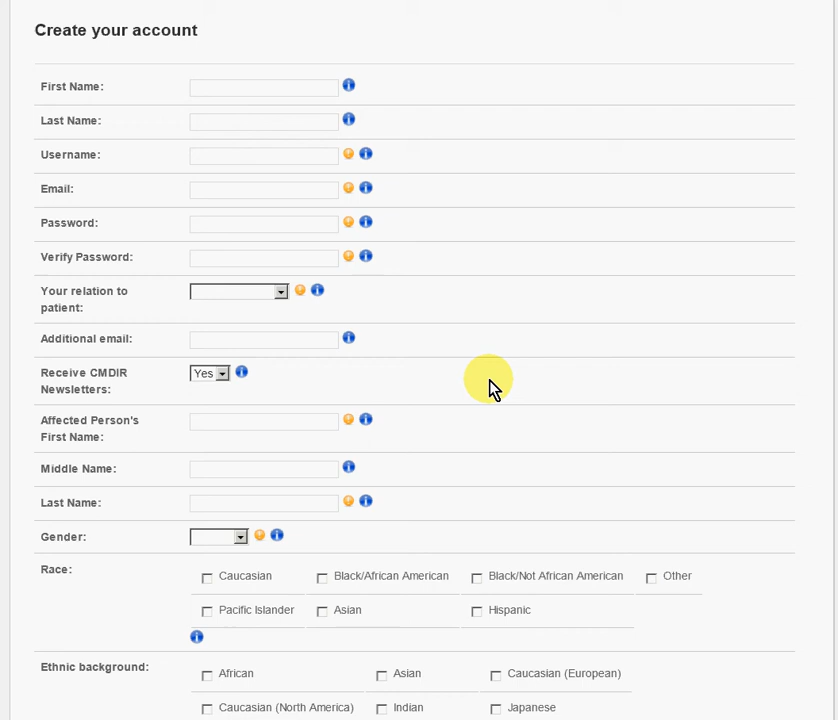 Create your account
First Name:
Last Name:
Username:
Email:
Password:
Verify Password:
Your relation to
patient:
Additional email:
Receive CMDIR Yes
Newsletters:
Affected Person's
First Name:
Middle Name:
Last Name:
Gender:
Race:
Caucasian Black/African American Black/Not African American Other
Pacific Islander Asian Hispanic
Ethnic background:
African Asian Caucasian (European)
Caucasian (North America) Indian Japanese